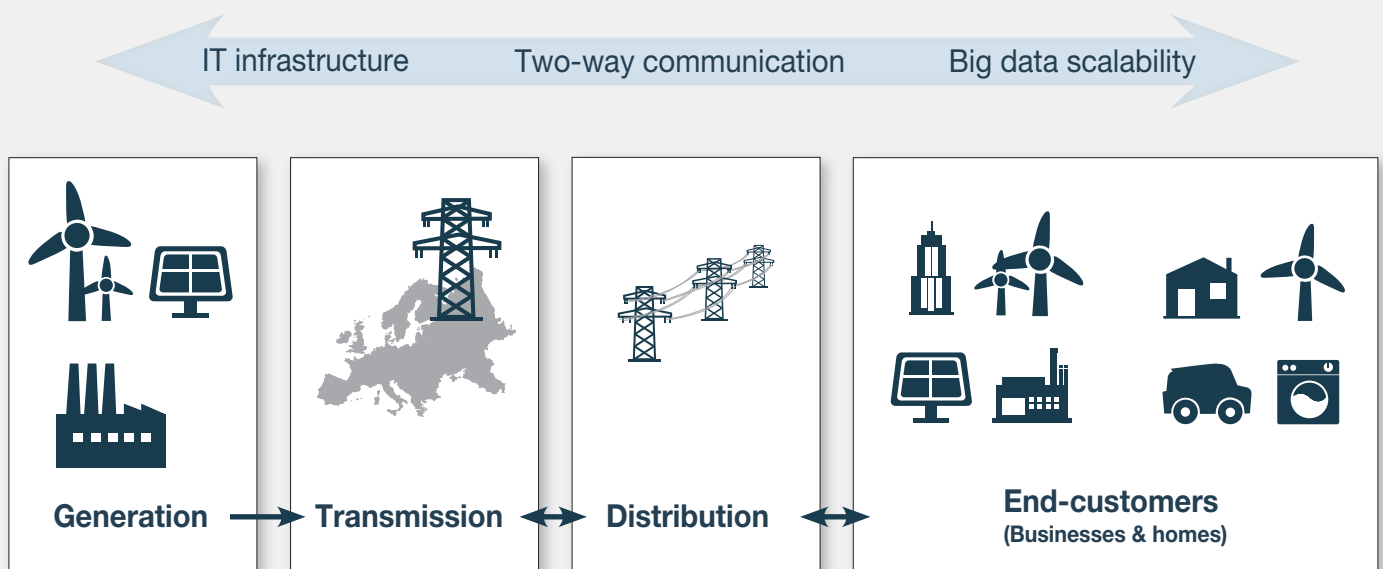 IT infrastructure Two-way communication Big data scalability
Generation Transmission Distribution End-customers
(Businesses & homes)